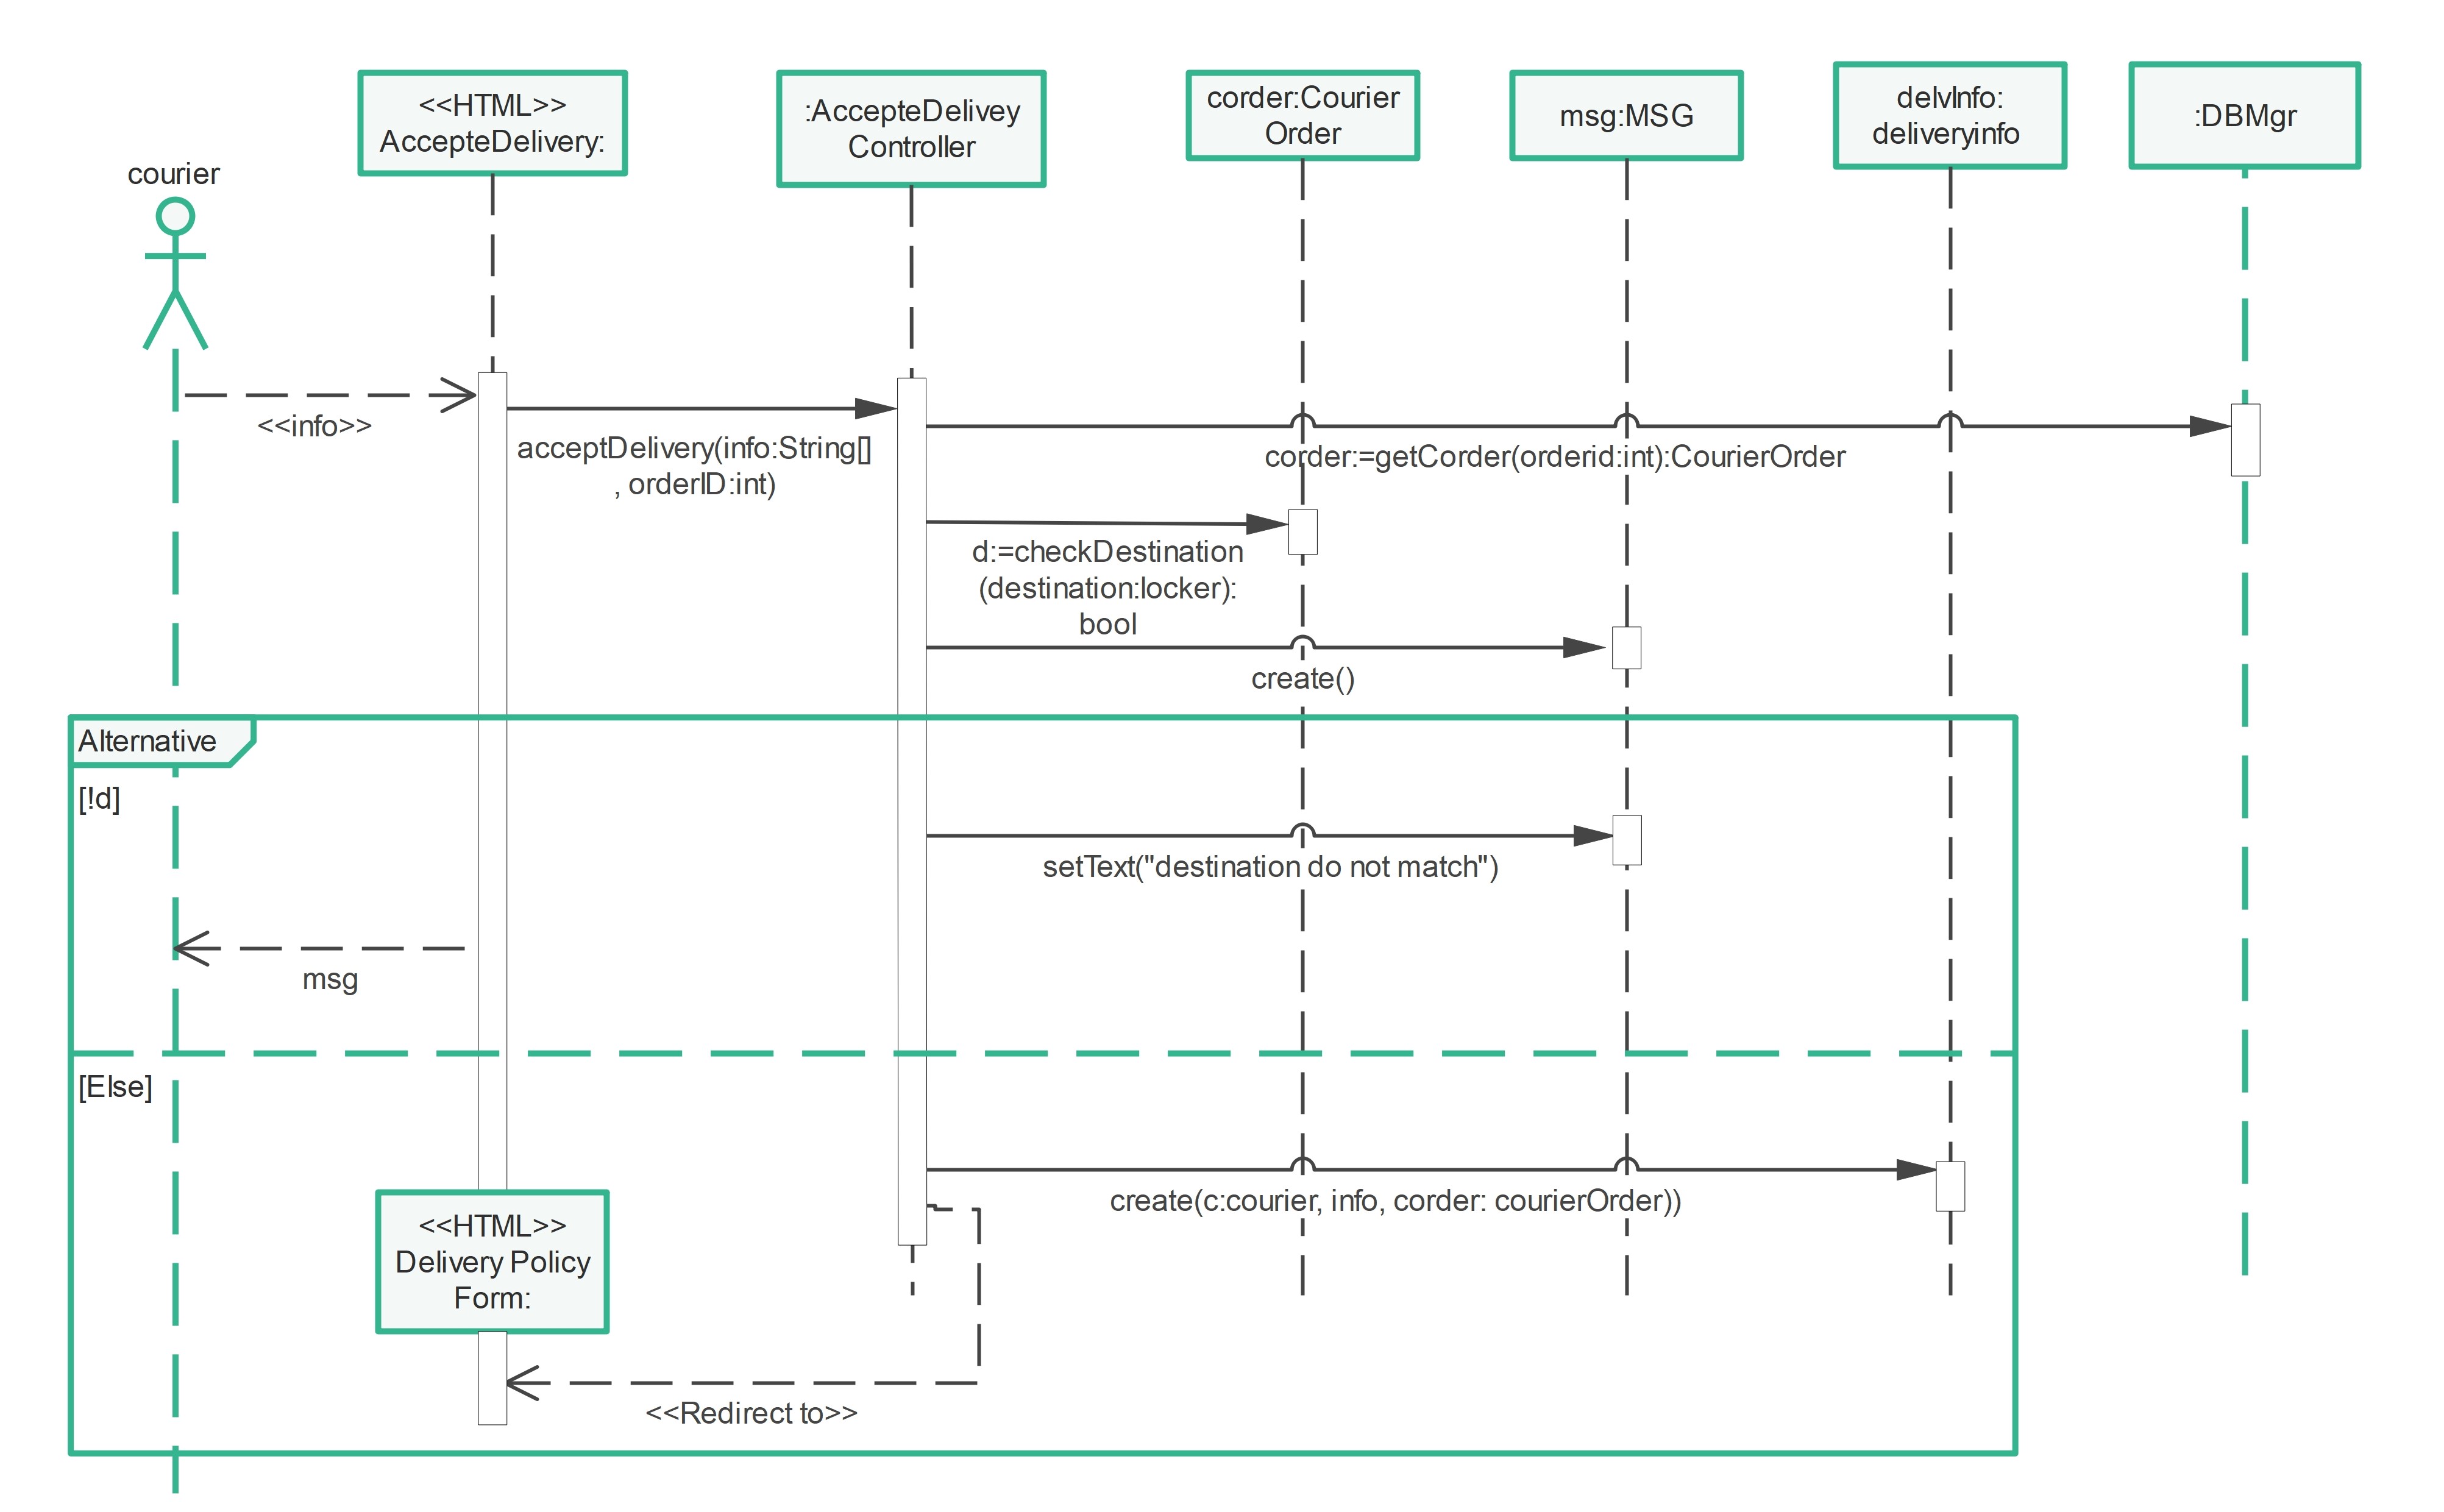 courier
<<HTML>>
AccepteDelivery:
:AccepteDelivey
Controller
corder:Courier
Order
msg:MSG
delvInfo:
deliveryinfo
:DBMgr
<<info>>
acceptDelivery(info:String[]
, orderID:int)
corder:=getCorder(orderid:int):CourierOrder
d:=checkDestination
(destination:locker):
bool
create()
Alternative
[!d]
setText("destination do not match")
msg
[Else]
create(c:courier, info, corder: courierOrder))
<<HTML>>
Delivery Policy
Form:
<<Redirect to>>